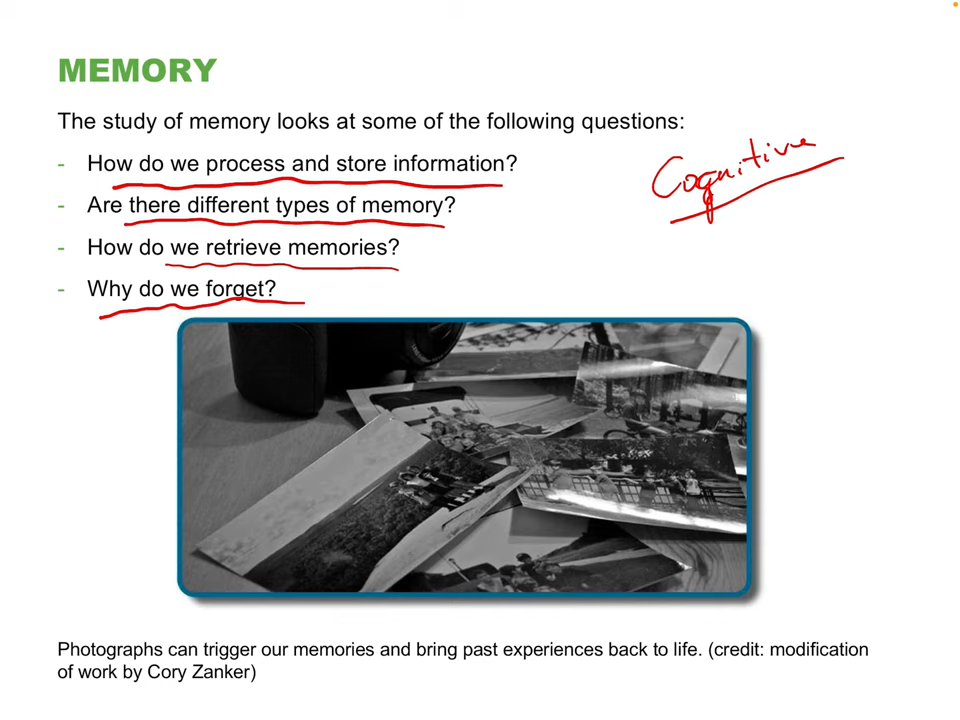 MEMORY
The study of memory looks at some of the following questions:
- How do we process and store information?
- Are there different types of memory?
- How do we retrieve memories?
- Why do we forget?
Cognitive
Photographs can trigger our memories and bring past experiences back to life. (credit: modification
of work by Cory Zanker)